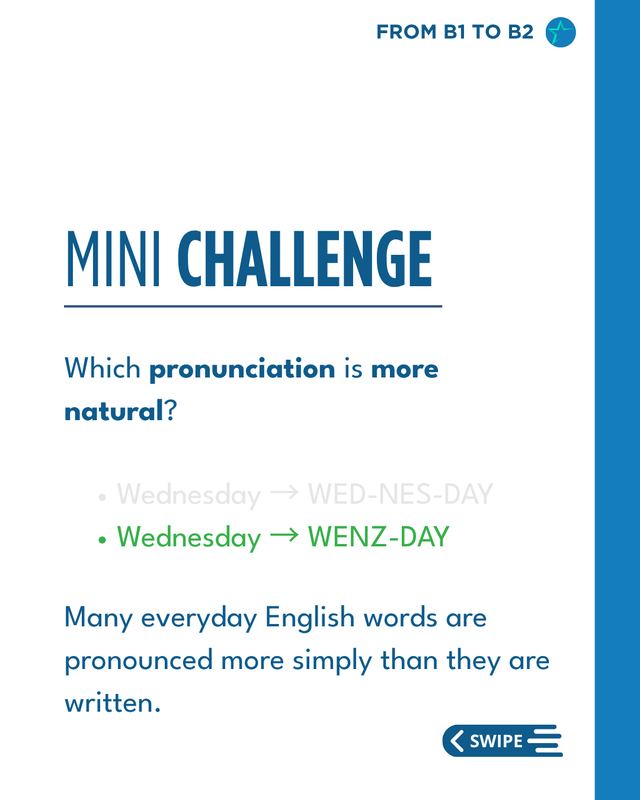 FROM B1 TO B2
MINI CHALLENGE
Which pronunciation is more
natural?
• Wednesday → WED-NES-DAY
• Wednesday → WENZ-DAY
Many everyday English words are
pronounced more simply than they are
written.
SWIPE